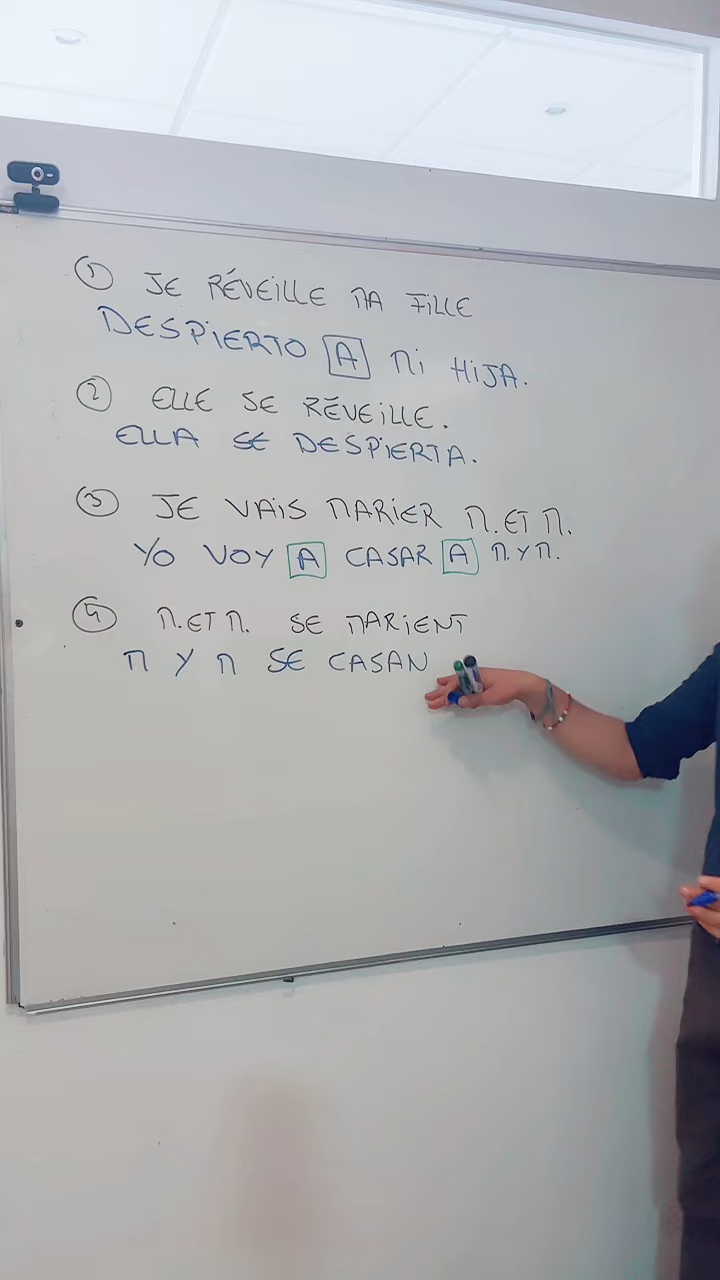 ① JE RÉVEILLE MA FILLE
DESPIERTO A MI HIJA.
② ELLE SE RÉVEILLE.
ELLA SE DESPIERTA.
③ JE VAIS MARIER M. ET M.
YO VOY A CASAR A M. Y M.
④ M. ET M. SE MARIENT
M Y M SE CASAN